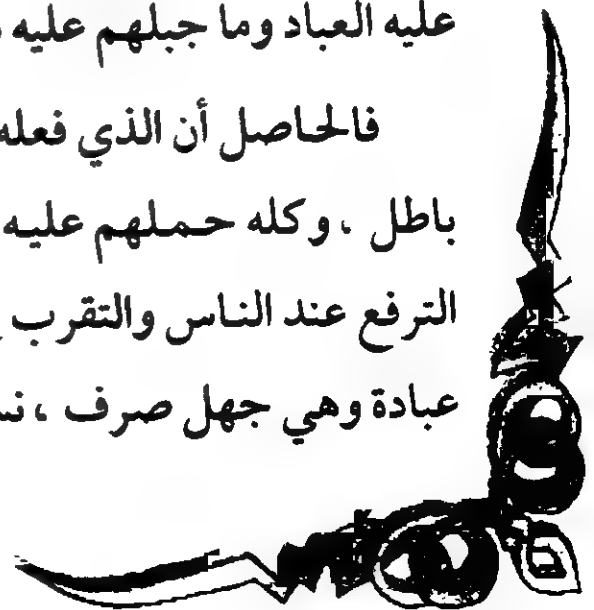 عليه العباد وما جبلهم عليه
فالحاصل أن الذي فعله
باطل ، وكله حملهم عليه
الترفع عند الناس والتقرب
عبادة وهي جهل صرف ،